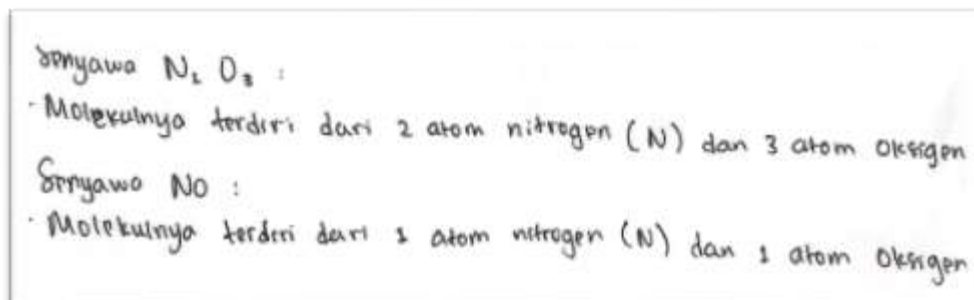 Senyawa N₂ O₃ :
- Molekulnya terdiri dari 2 atom nitrogen (N) dan 3 atom Oksigen
Senyawa NO :
- Molekulnya terdiri dari 1 atom nitrogen (N) dan 1 atom Oksigen